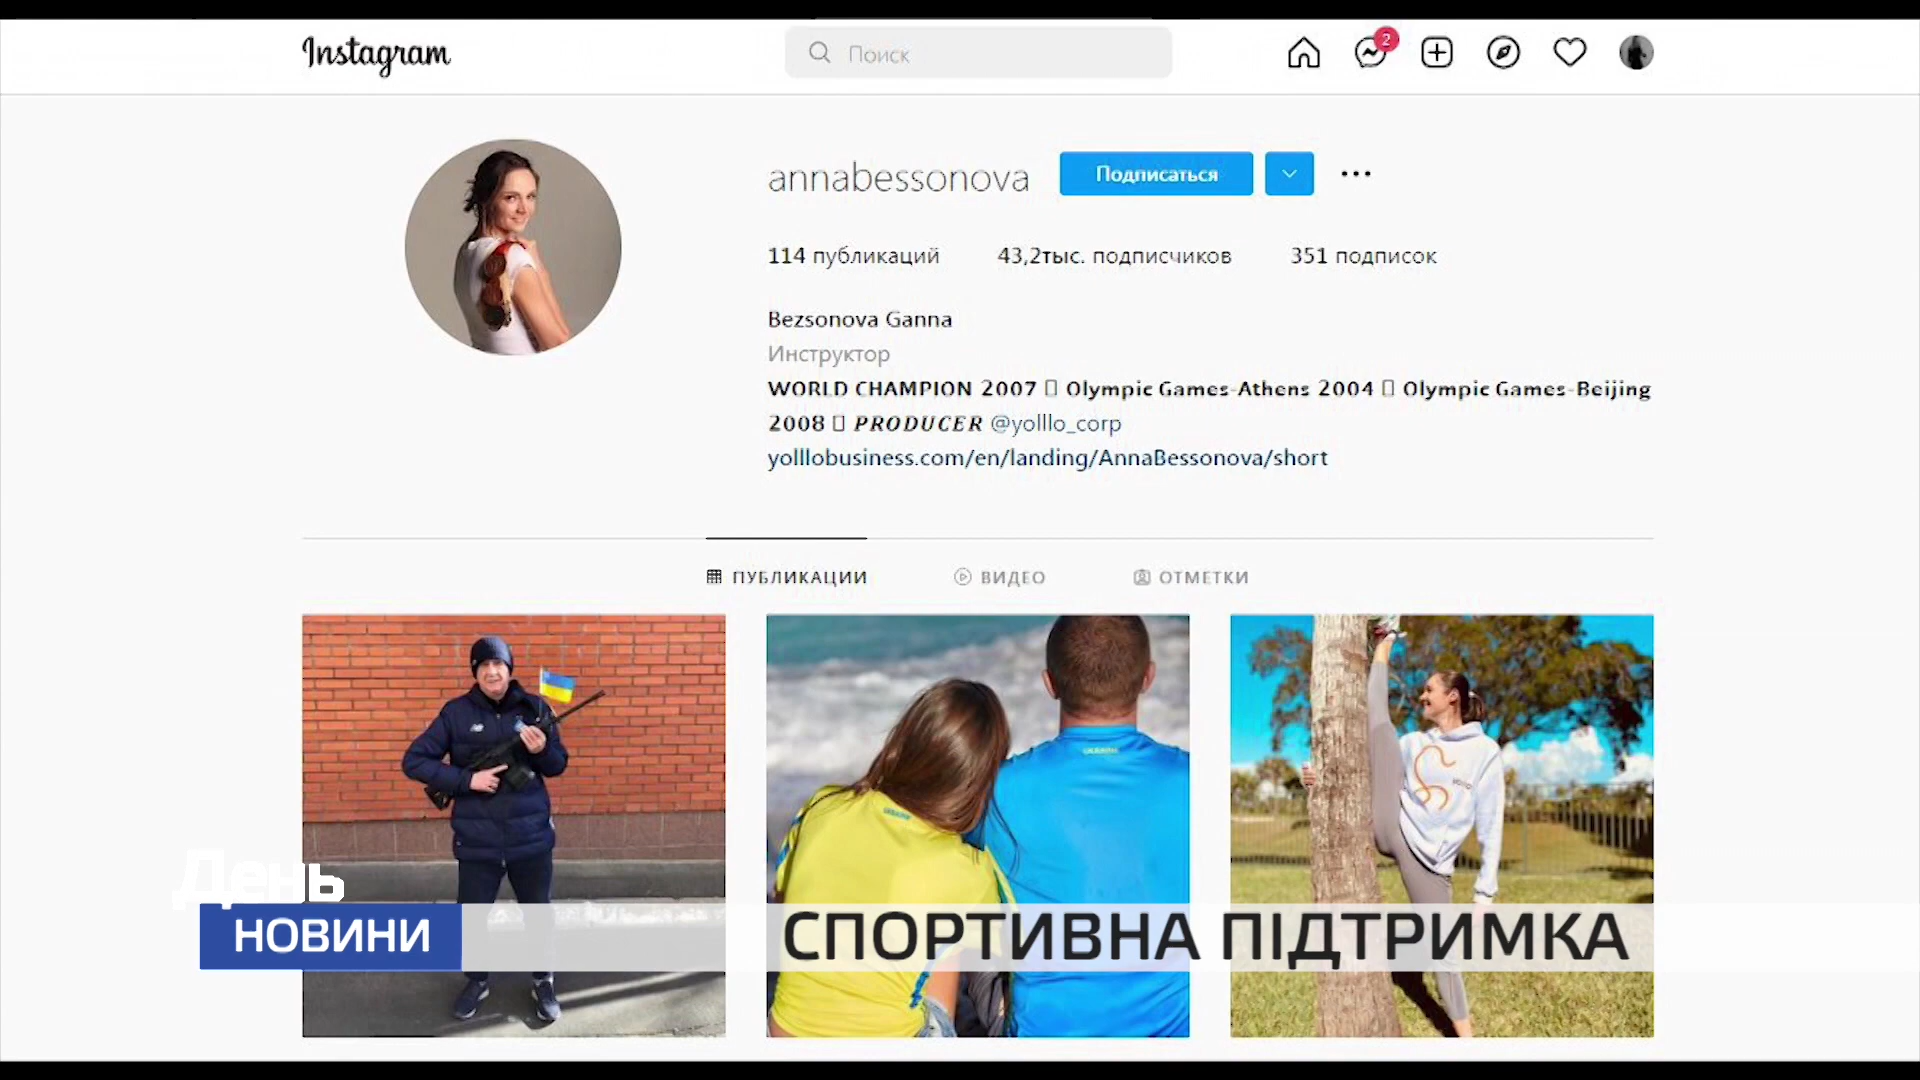 Instagram
Поиск
2
annabessonova
Подписаться
114 публикаций 43,2тыс. подписчиков 351 подписок
Bezsonova Ganna
Инструктор
WORLD CHAMPION 2007 Olympic Games-Athens 2004 Olympic Games-Beijing
2008 PRODUCER @yolllo_corp
yolllobusiness.com/en/landing/AnnaBessonova/short
ПУБЛИКАЦИИ ВИДЕО ОТМЕТКИ
День
НОВИНИ
СПОРТИВНА ПІДТРИМКА